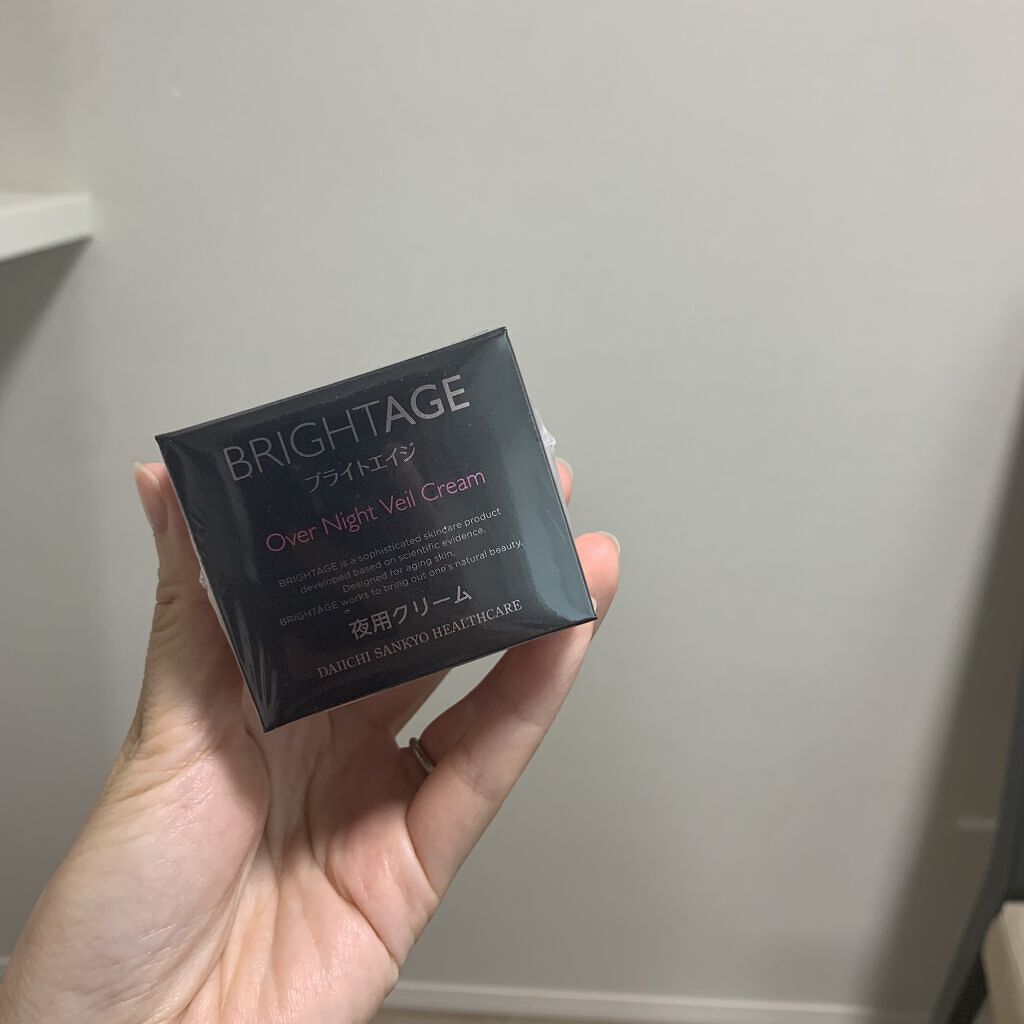 BRIGHTAGE
ブライトエイジ
Over Night Veil Cream
BRIGHTAGE is a sophisticated skincare product
developed based on scientific evidence.
Designed for aging skin.
BRIGHTAGE works to bring out one's natural beauty.
夜用クリーム
DAIICHI SANKYO HEALTHCARE